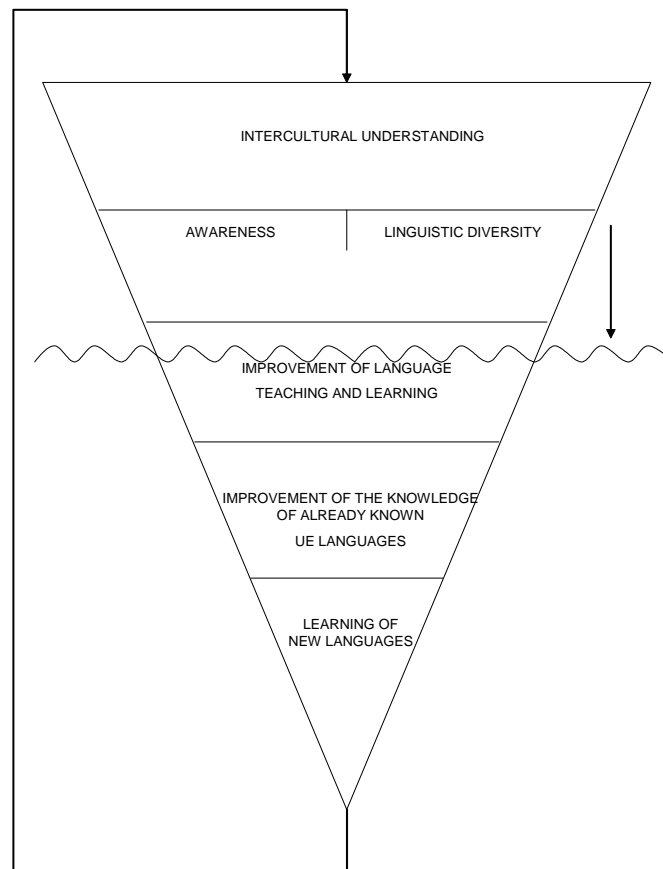 INTERCULTURAL UNDERSTANDING
AWARENESS
LINGUISTIC DIVERSITY
IMPROVEMENT OF LANGUAGE
TEACHING AND LEARNING
IMPROVEMENT OF THE KNOWLEDGE
OF ALREADY KNOWN
UE LANGUAGES
LEARNING OF
NEW LANGUAGES